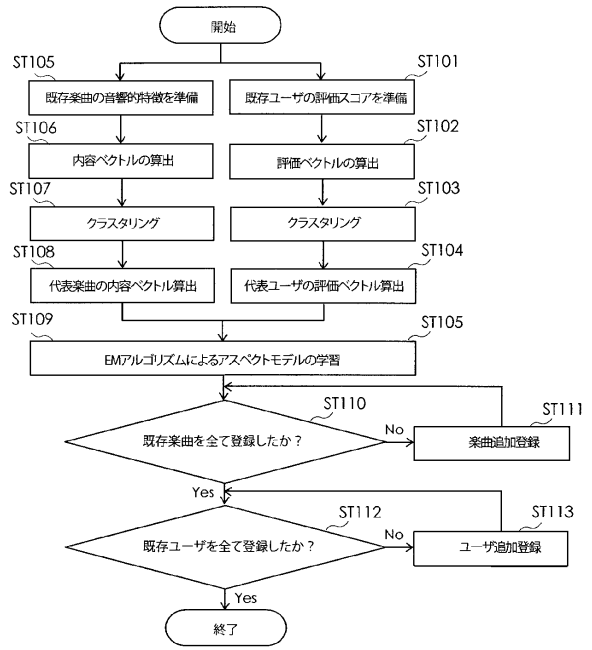 開始
ST105
ST101
既存楽曲の音響的特徴を準備
既存ユーザの評価スコアを準備
ST106
ST102
内容ベクトルの算出
評価ベクトルの算出
ST107
ST103
クラスタリング
クラスタリング
ST108
ST104
代表楽曲の内容ベクトル算出
代表ユーザの評価ベクトル算出
ST109
ST105
EMアルゴリズムによるアスペクトモデルの学習
ST110
ST111
既存楽曲を全て登録したか？
No
楽曲追加登録
Yes
ST112
ST113
既存ユーザを全て登録したか？
No
ユーザ追加登録
Yes
終了